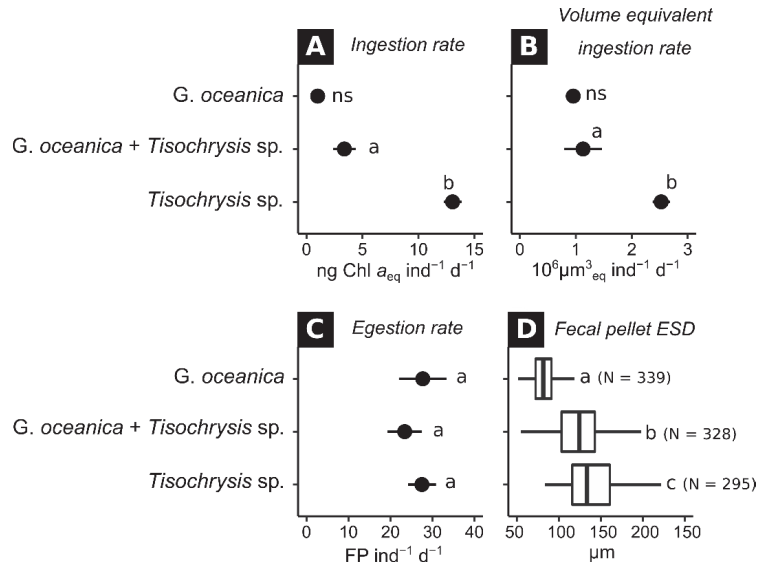 A Ingestion rate
B Volume equivalent
ingestion rate
G. oceanica
ns
ns
G. oceanica + Tisochrysis sp.
a
a
Tisochrysis sp.
b
b
0 5 10 15
0 1 2 3
ng Chl aeq ind⁻¹ d⁻¹
10⁶µm³eq ind⁻¹ d⁻¹
C Egestion rate
D Fecal pellet ESD
G. oceanica
a
a (N = 339)
G. oceanica + Tisochrysis sp.
a
b (N = 328)
Tisochrysis sp.
a
c (N = 295)
0 10 20 30 40
50 100 150 200 250
FP ind⁻¹ d⁻¹
µm